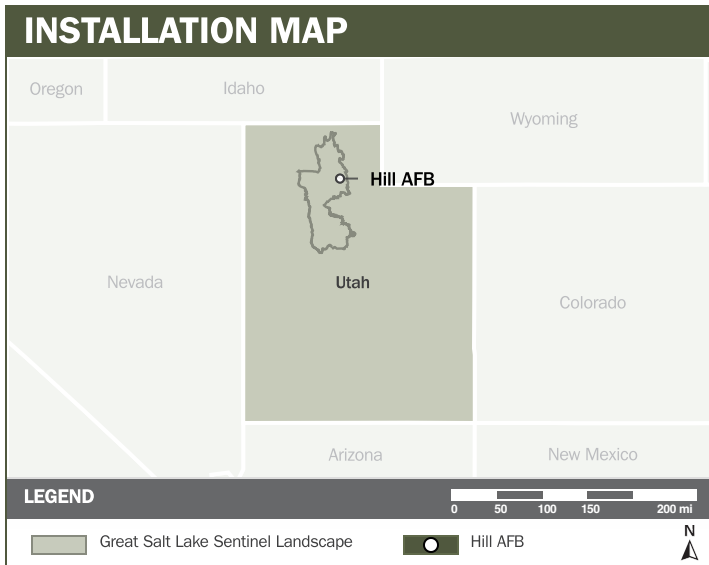 INSTALLATION MAP
Oregon
Idaho
Wyoming
Hill AFB
Nevada
Utah
Colorado
Arizona
New Mexico
LEGEND
0 50 100 150 200 mi
Great Salt Lake Sentinel Landscape
Hill AFB
N